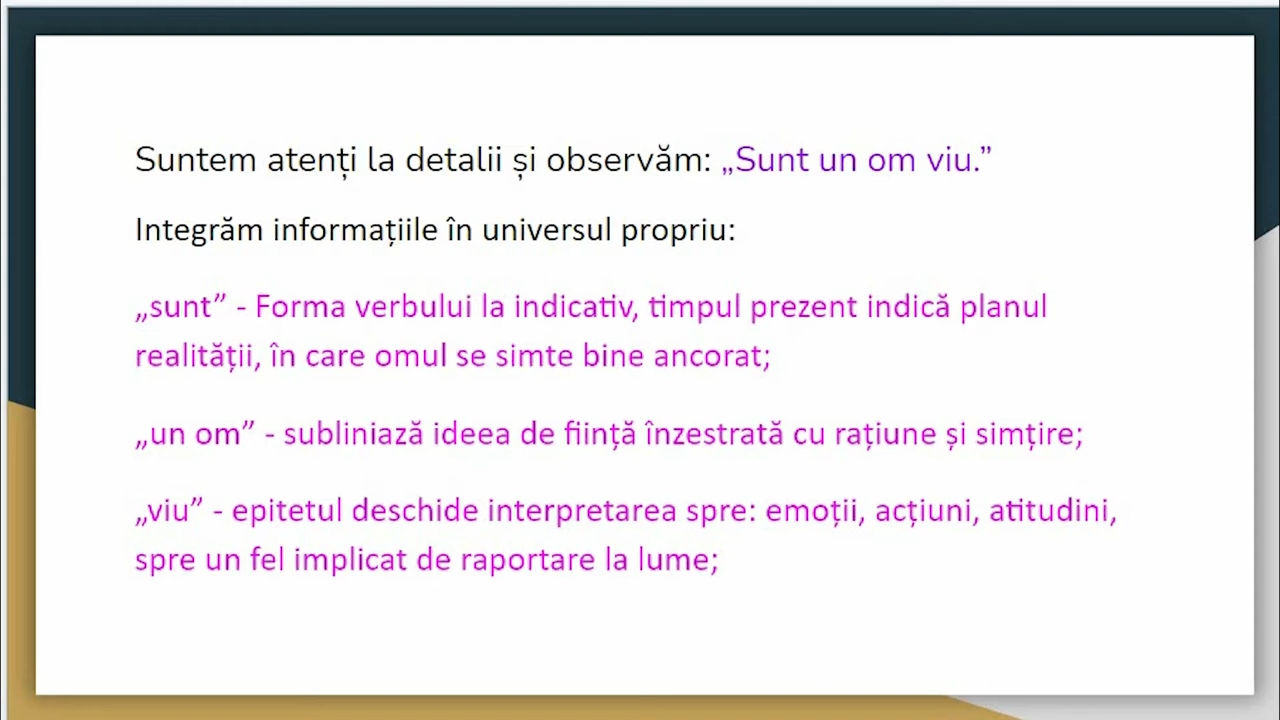 Suntem atenți la detalii și observăm: „Sunt un om viu.”
Integrăm informațiile în universul propriu:
„sunt” - Forma verbului la indicativ, timpul prezent indică planul
realității, în care omul se simte bine ancorat;
„un om” - subliniază ideea de ființă înzestrată cu rațiune și simțire;
„viu” - epitetul deschide interpretarea spre: emoții, acțiuni, atitudini,
spre un fel implicat de raportare la lume;